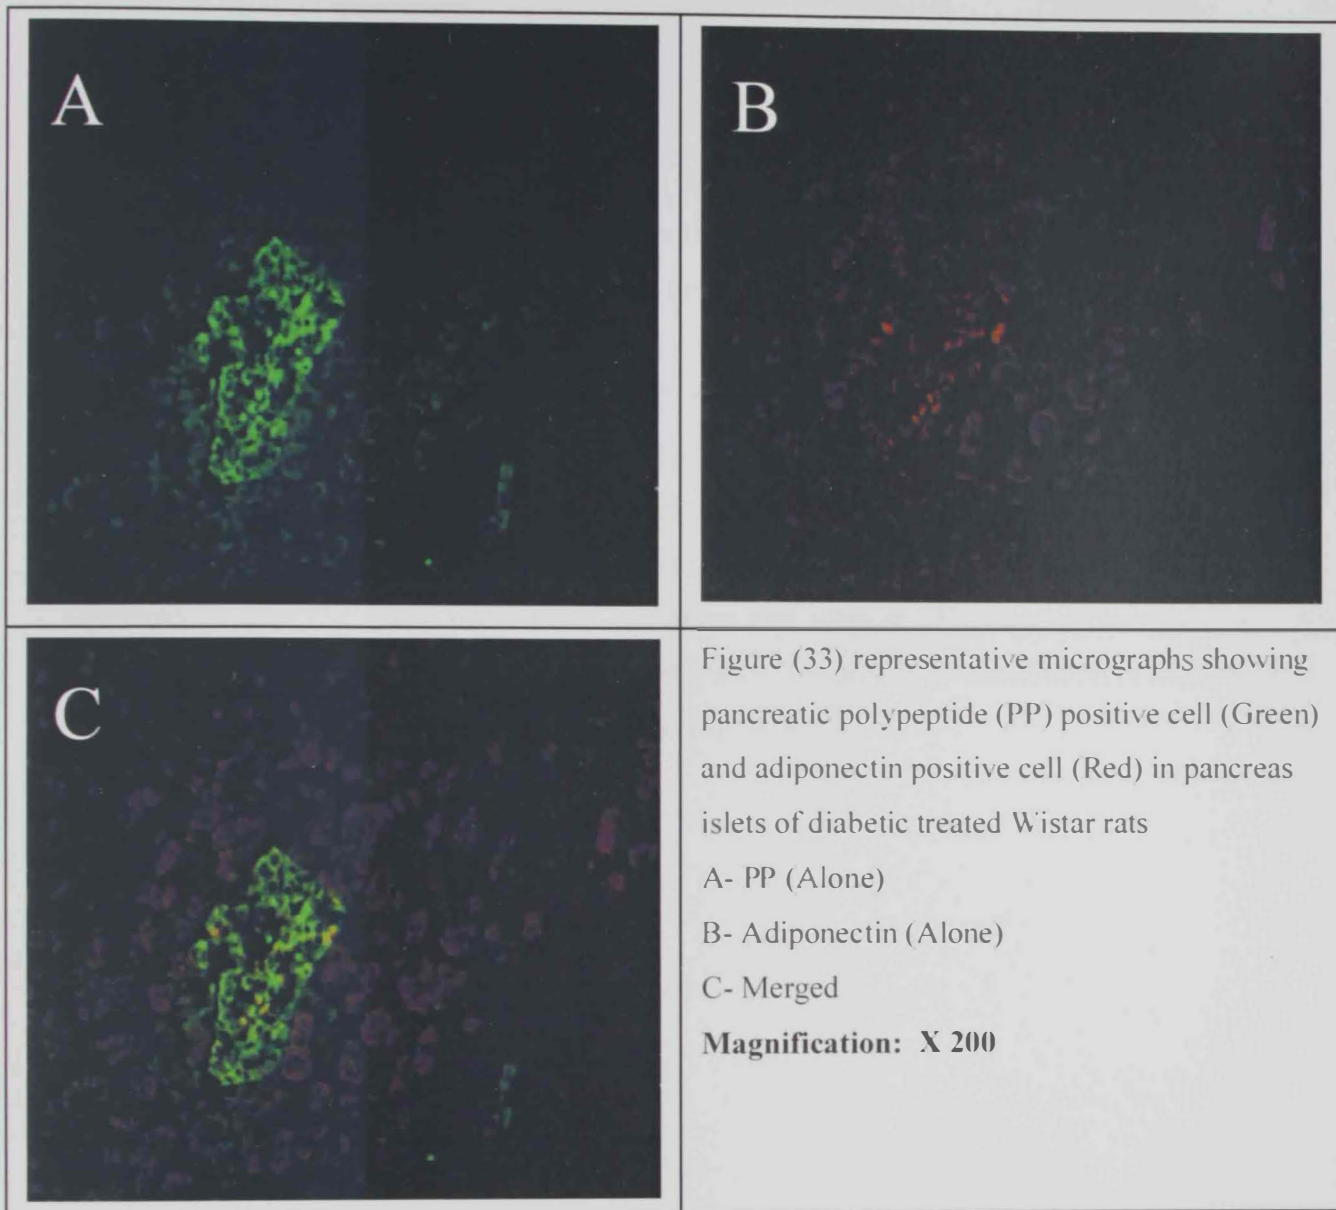 A
B
C
Figure (33) representative micrographs showing
pancreatic polypeptide (PP) positive cell (Green)
and adiponectin positive cell (Red) in pancreas
islets of diabetic treated Wistar rats
A- PP (Alone)
B- Adiponectin (Alone)
C- Merged
Magnification: X 200